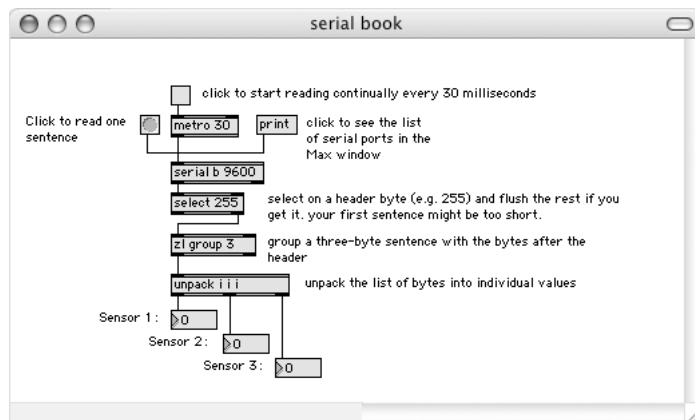 serial book
click to start reading continually every 30 milliseconds
Click to read one
sentence
metro 30
print
click to see the list
of serial ports in the
Max window
serial b 9600
select 255
select on a header byte (e.g. 255) and flush the rest if you
get it. your first sentence might be too short.
zl group 3
group a three-byte sentence with the bytes after the
header
unpack i i i
unpack the list of bytes into individual values
Sensor 1:
0
Sensor 2:
0
Sensor 3:
0